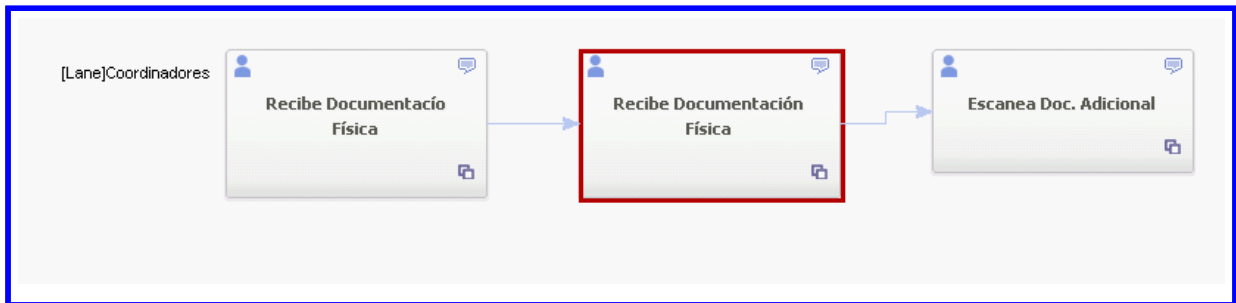 [Lane]Coordinadores
Recibe Documentacío
Física
Recibe Documentación
Física
Escanea Doc. Adicional